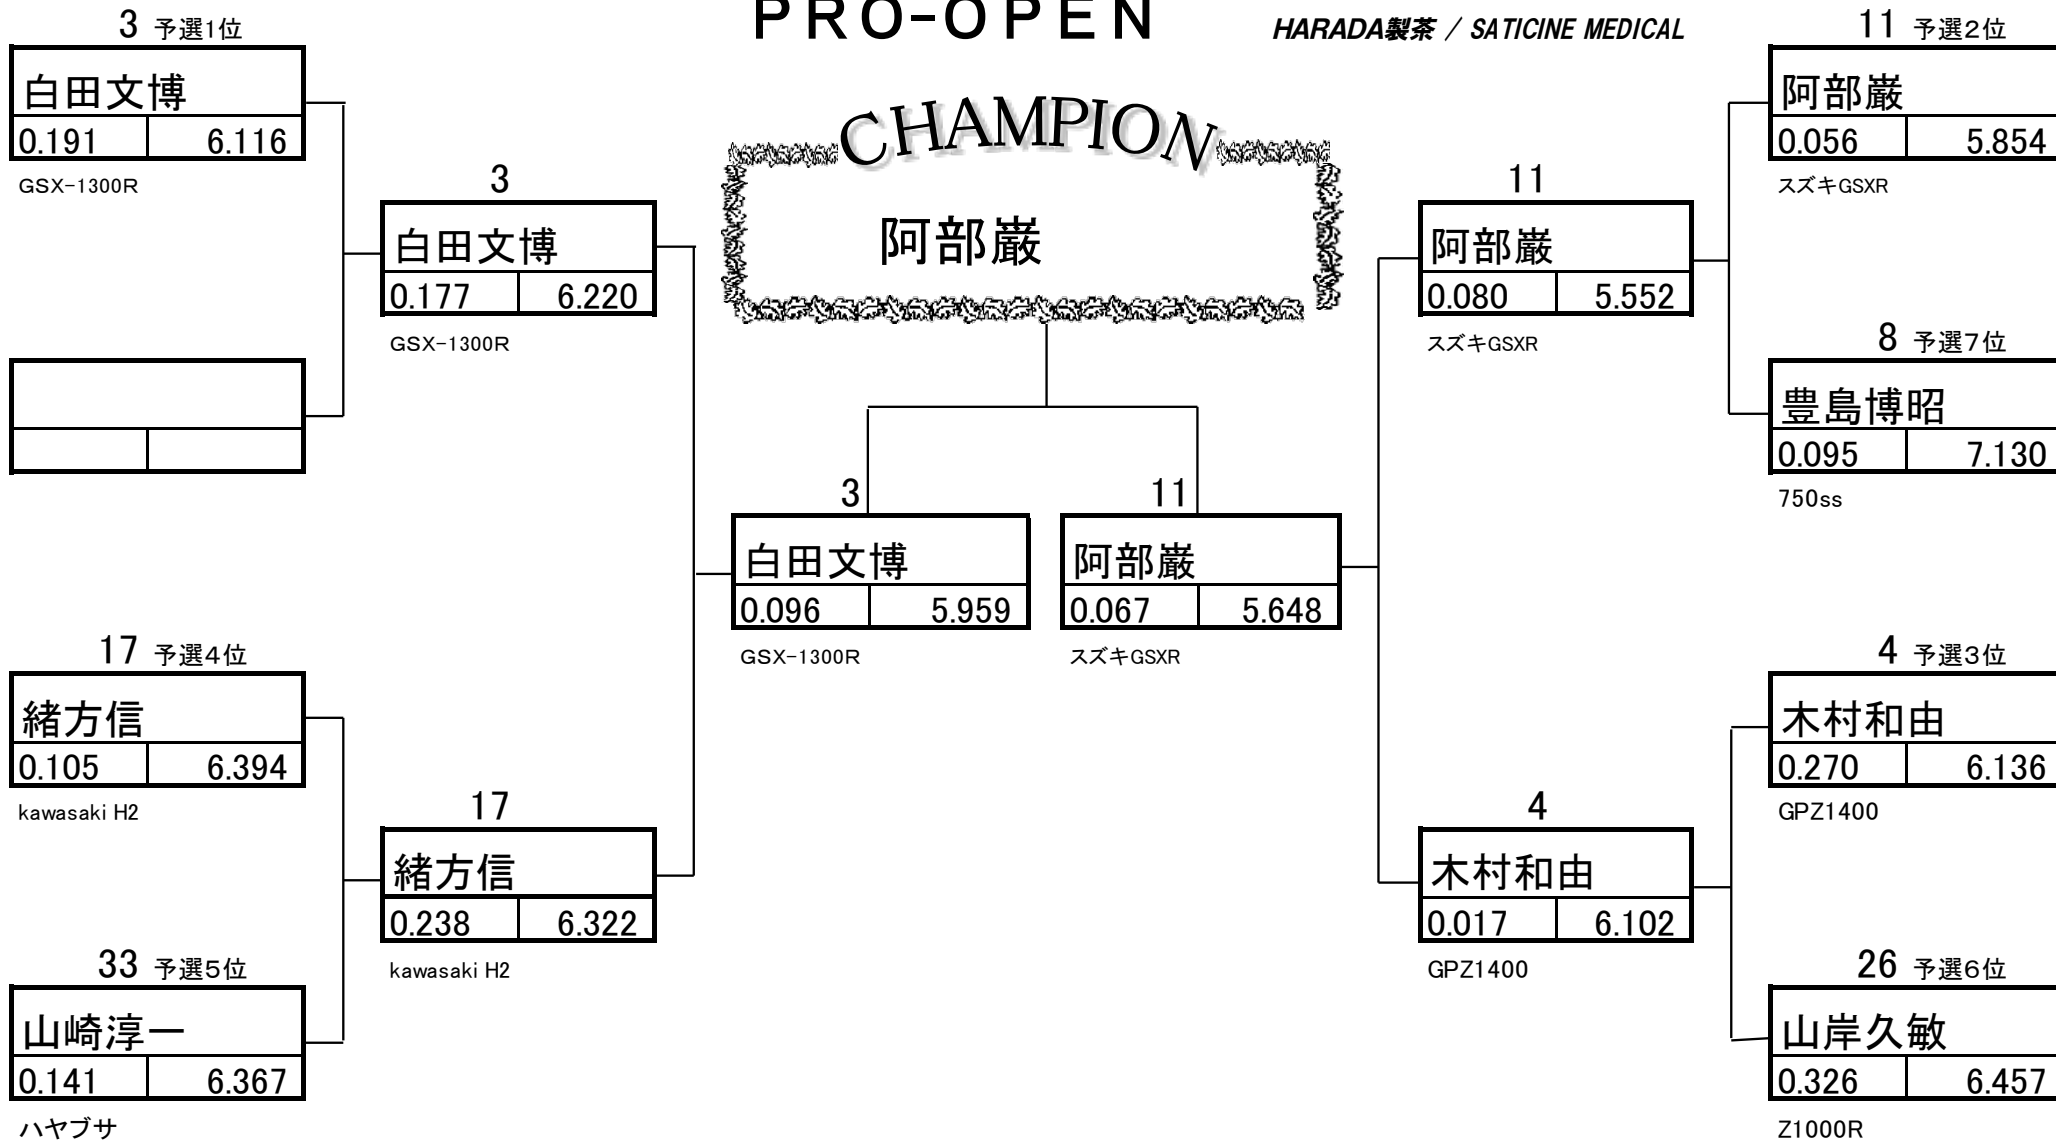 PRO-OPEN
HARADA製茶 / SATICINE MEDICAL
CHAMPION
阿部巌
3 予選1位
白田文博
0.191 6.116
GSX-1300R
17 予選4位
緒方信
0.105 6.394
kawasaki H2
33 予選5位
山崎淳一
0.141 6.367
ハヤブサ
3
白田文博
0.177 6.220
GSX-1300R
17
緒方信
0.238 6.322
kawasaki H2
3
白田文博
0.096 5.959
GSX-1300R
11
阿部巌
0.067 5.648
スズキGSXR
11
阿部巌
0.080 5.552
スズキGSXR
4
木村和由
0.017 6.102
GPZ1400
11 予選2位
阿部巌
0.056 5.854
スズキGSXR
8 予選7位
豊島博昭
0.095 7.130
750ss
4 予選3位
木村和由
0.270 6.136
GPZ1400
26 予選6位
山岸久敏
0.326 6.457
Z1000R